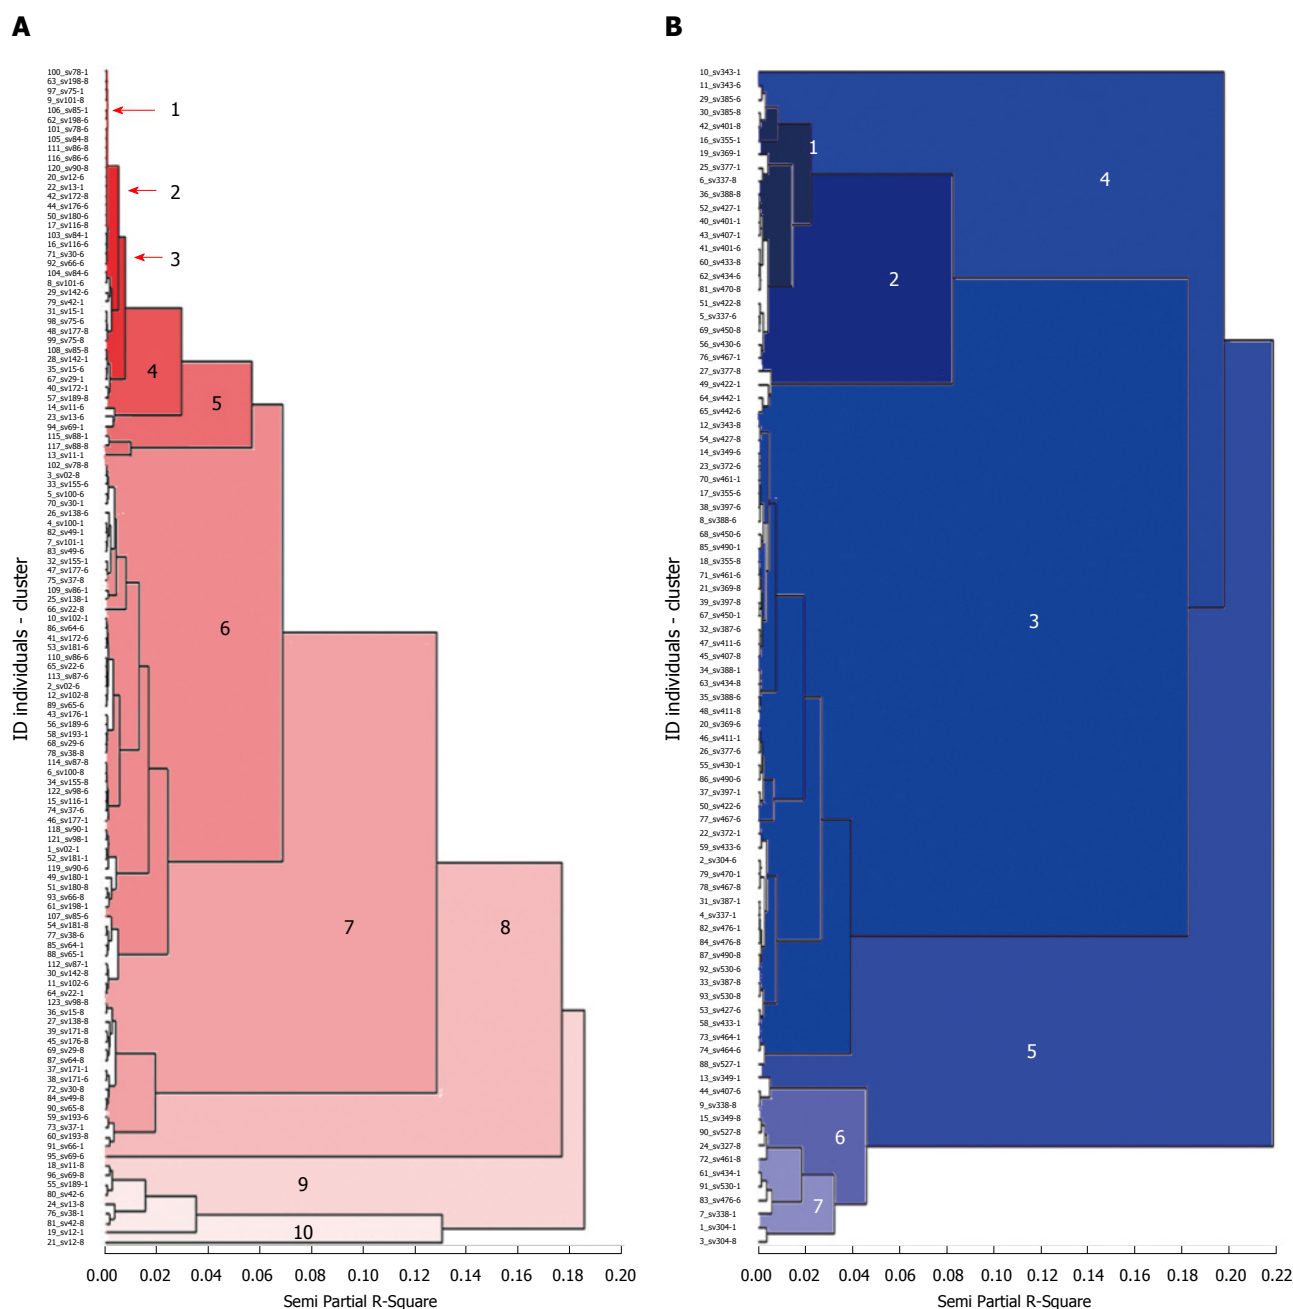 A
ID individuals - cluster
100_sv78-1
63_sv198-8
97_sv75-1
9_sv101-8
106_sv85-1
62_sv198-6
101_sv78-6
105_sv84-8
111_sv86-8
116_sv86-6
120_sv90-8
20_sv12-6
22_sv13-1
42_sv172-8
44_sv176-6
50_sv180-6
17_sv116-8
103_sv84-1
16_sv116-6
71_sv30-6
92_sv66-6
104_sv84-6
8_sv101-6
29_sv142-6
79_sv42-1
31_sv15-1
98_sv75-6
48_sv177-8
99_sv75-8
108_sv85-8
28_sv142-1
35_sv15-6
67_sv29-1
40_sv172-1
57_sv189-8
14_sv11-6
23_sv13-6
94_sv69-1
115_sv88-1
117_sv88-8
13_sv11-1
102_sv78-8
3_sv02-8
33_sv155-6
5_sv100-6
70_sv30-1
26_sv138-6
4_sv100-1
82_sv49-1
7_sv101-1
83_sv49-6
32_sv155-1
47_sv177-6
75_sv37-8
109_sv86-1
25_sv138-1
66_sv22-8
10_sv102-1
86_sv64-6
41_sv172-6
53_sv181-6
110_sv86-6
65_sv22-6
113_sv87-6
2_sv02-6
12_sv102-8
89_sv65-6
43_sv176-1
56_sv189-6
58_sv193-1
68_sv29-6
78_sv38-8
114_sv87-8
6_sv100-8
34_sv155-8
122_sv98-6
15_sv116-1
74_sv37-6
46_sv177-1
118_sv90-1
121_sv98-1
1_sv02-1
52_sv181-1
119_sv90-6
49_sv180-1
51_sv180-8
93_sv66-8
61_sv198-1
107_sv85-6
54_sv181-8
77_sv38-6
85_sv64-1
88_sv65-1
112_sv87-1
30_sv142-8
11_sv102-6
64_sv22-1
123_sv98-8
36_sv15-8
27_sv138-8
39_sv171-8
45_sv176-8
69_sv29-8
87_sv64-8
37_sv171-1
38_sv171-6
72_sv30-8
84_sv49-8
90_sv65-8
59_sv193-6
73_sv37-1
60_sv193-8
91_sv66-1
95_sv69-6
18_sv11-8
96_sv69-8
55_sv189-1
80_sv42-6
24_sv13-8
76_sv38-1
81_sv42-8
19_sv12-1
21_sv12-8
1
2
3
4
5
6
7
8
9
10
0.00 0.02 0.04 0.06 0.08 0.10 0.12 0.14 0.16 0.18 0.20
Semi Partial R-Square
B
ID individuals - cluster
10_sv343-1
11_sv343-6
29_sv385-6
30_sv385-8
42_sv401-8
16_sv355-1
19_sv369-1
25_sv377-1
6_sv337-8
36_sv388-8
52_sv427-1
40_sv401-1
43_sv407-1
41_sv401-6
60_sv433-8
62_sv434-6
81_sv470-8
51_sv422-8
5_sv337-6
69_sv450-8
56_sv430-6
76_sv467-1
27_sv377-8
49_sv422-1
64_sv442-1
65_sv442-6
12_sv343-8
54_sv427-8
14_sv349-6
23_sv372-6
70_sv461-1
17_sv355-6
38_sv397-6
8_sv388-6
68_sv450-6
85_sv490-1
18_sv355-8
71_sv461-6
21_sv369-8
39_sv397-8
67_sv450-1
32_sv387-6
47_sv411-6
45_sv407-8
34_sv388-1
63_sv434-8
35_sv388-6
48_sv411-8
20_sv369-6
46_sv411-1
26_sv377-6
55_sv430-1
86_sv490-6
37_sv397-1
50_sv422-6
77_sv467-6
22_sv372-1
59_sv433-6
2_sv304-6
79_sv470-1
78_sv467-8
31_sv387-1
4_sv337-1
82_sv476-1
84_sv476-8
87_sv490-8
92_sv530-6
33_sv387-8
93_sv530-8
53_sv427-6
58_sv433-1
73_sv464-1
74_sv464-6
88_sv527-1
13_sv349-1
44_sv407-6
9_sv338-8
15_sv349-8
90_sv527-8
24_sv327-8
72_sv461-8
61_sv434-1
91_sv530-1
83_sv476-6
7_sv338-1
1_sv304-1
3_sv304-8
1
4
2
3
5
6
7
0.00 0.02 0.04 0.06 0.08 0.10 0.12 0.14 0.16 0.18 0.20 0.22
Semi Partial R-Square